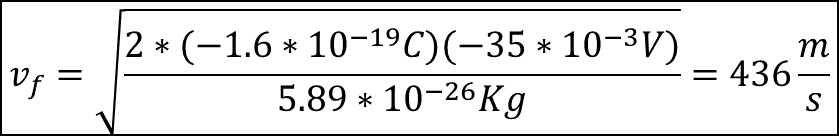 v_f = √(2 * (−1.6 * 10^−19 C)(−35 * 10^−3 V) / 5.89 * 10^−26 Kg) = 436 m/s